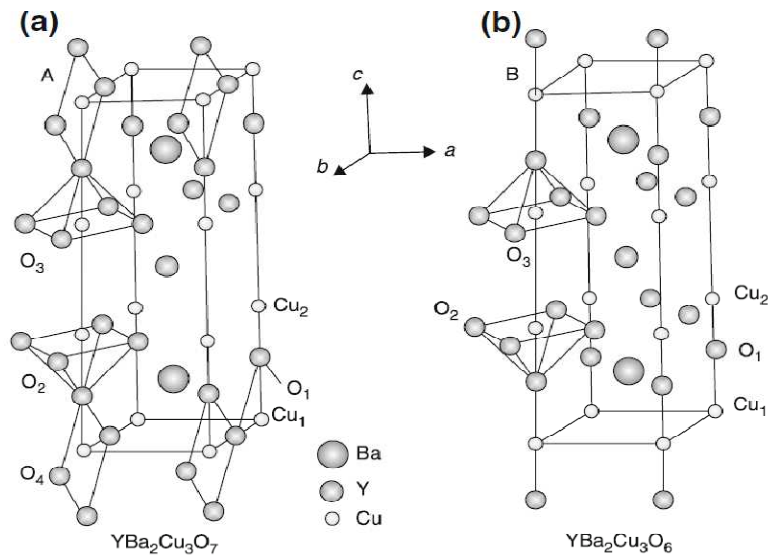 (a)
(b)
A
B
c
b
a
O₃
O₃
Cu₂
O₂
Cu₂
O₂
O₁
O₁
Cu₁
Cu₁
O₄
Ba
Y
Cu
YBa₂Cu₃O₇
YBa₂Cu₃O₆